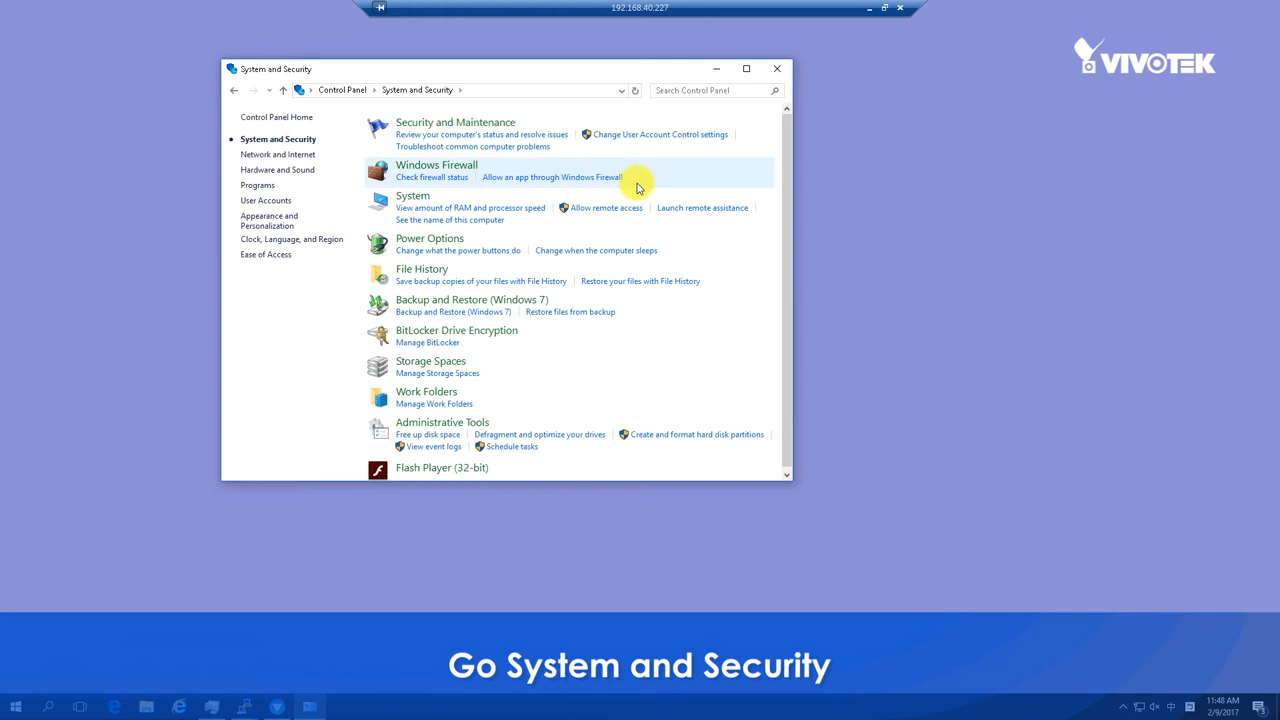 192.168.40.227
VIVOTEK
System and Security
Control Panel > System and Security >
Search Control Panel
Control Panel Home
System and Security
Network and Internet
Hardware and Sound
Programs
User Accounts
Appearance and
Personalization
Clock, Language, and Region
Ease of Access
Security and Maintenance
Review your computer's status and resolve issues
Change User Account Control settings
Troubleshoot common computer problems
Windows Firewall
Check firewall status
Allow an app through Windows Firewall
System
View amount of RAM and processor speed
Allow remote access
Launch remote assistance
See the name of this computer
Power Options
Change what the power buttons do
Change when the computer sleeps
File History
Save backup copies of your files with File History
Restore your files with File History
Backup and Restore (Windows 7)
Backup and Restore (Windows 7)
Restore files from backup
BitLocker Drive Encryption
Manage BitLocker
Storage Spaces
Manage Storage Spaces
Work Folders
Manage Work Folders
Administrative Tools
Free up disk space
Defragment and optimize your drives
Create and format hard disk partitions
View event logs
Schedule tasks
Flash Player (32-bit)
Go System and Security
中
11:48 AM
2/9/2017
3